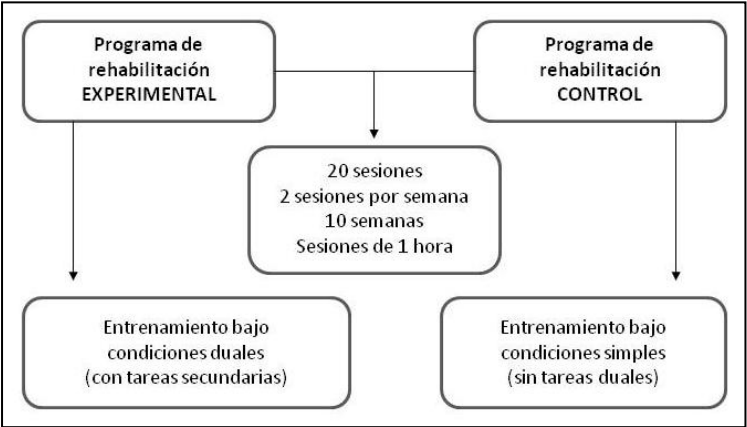 Programa de
rehabilitación
EXPERIMENTAL
Programa de
rehabilitación
CONTROL
20 sesiones
2 sesiones por semana
10 semanas
Sesiones de 1 hora
Entrenamiento bajo
condiciones duales
(con tareas secundarias)
Entrenamiento bajo
condiciones simples
(sin tareas duales)